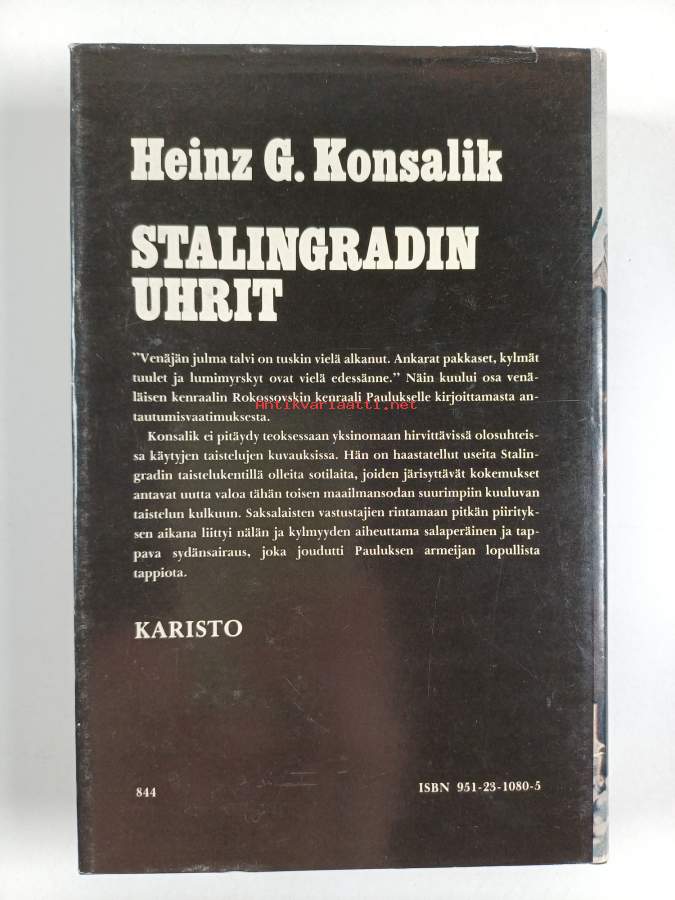 Heinz G. Konsalik
STALINGRADIN
UHRIT
”Venäjän julma talvi on tuskin vielä alkanut. Ankarat pakkaset, kylmät
tuulet ja lumimyrskyt ovat vielä edessänne.” Näin kuului osa venä-
läisen kenraalin Rokossovskin kenraali Paulukselle kirjoittamasta an-
tautumisvaatimuksesta.
Antikvariaatti.net
Konsalik ei pitäydy teoksessaan yksinomaan hirvittävissä olosuhteis-
sa käytyjen taistelujen kuvauksissa. Hän on haastatellut useita Stalin-
gradin taistelukentillä olleita sotilaita, joiden järisyttävät kokemukset
antavat uutta valoa tähän toisen maailmansodan suurimpiin kuuluvan
taistelun kulkuun. Saksalaisten vastustajien rintamaan pitkän piirityk-
sen aikana liittyi nälän ja kylmyyden aiheuttama salaperäinen ja tap-
pava sydänsairaus, joka joudutti Pauluksen armeijan lopullista
tappiota.
KARISTO
844
ISBN 951-23-1080-5